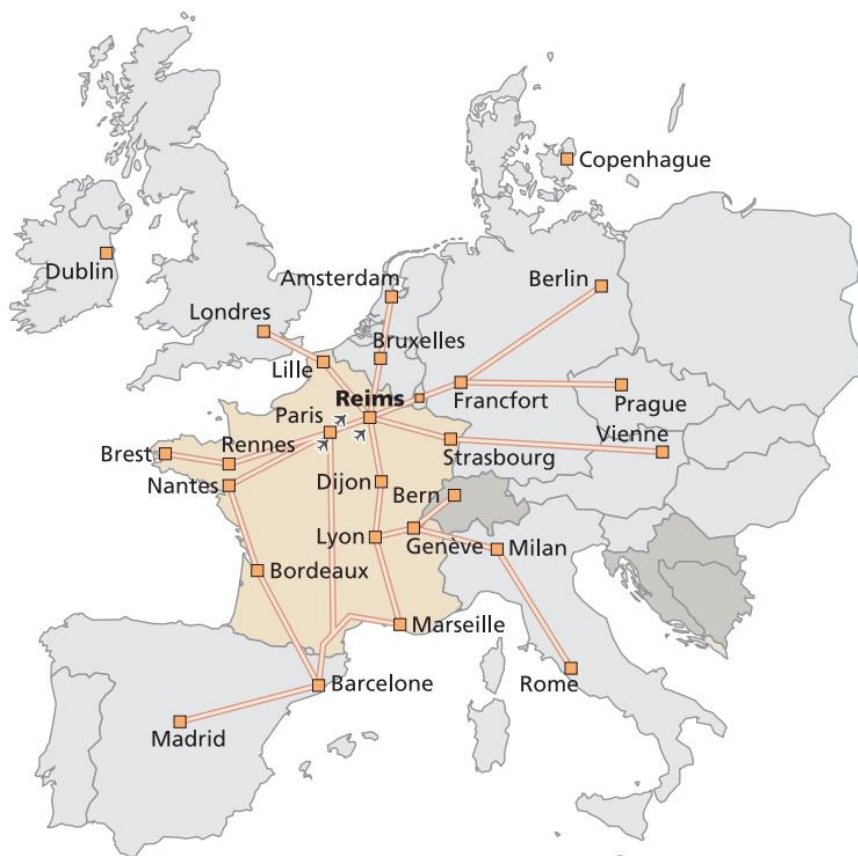 Copenhague
Dublin
Amsterdam
Berlin
Londres
Bruxelles
Lille
Reims
Francfort
Prague
Paris
Vienne
Brest
Rennes
Strasbourg
Nantes
Dijon
Bern
Lyon
Genève
Milan
Bordeaux
Marseille
Rome
Barcelone
Madrid